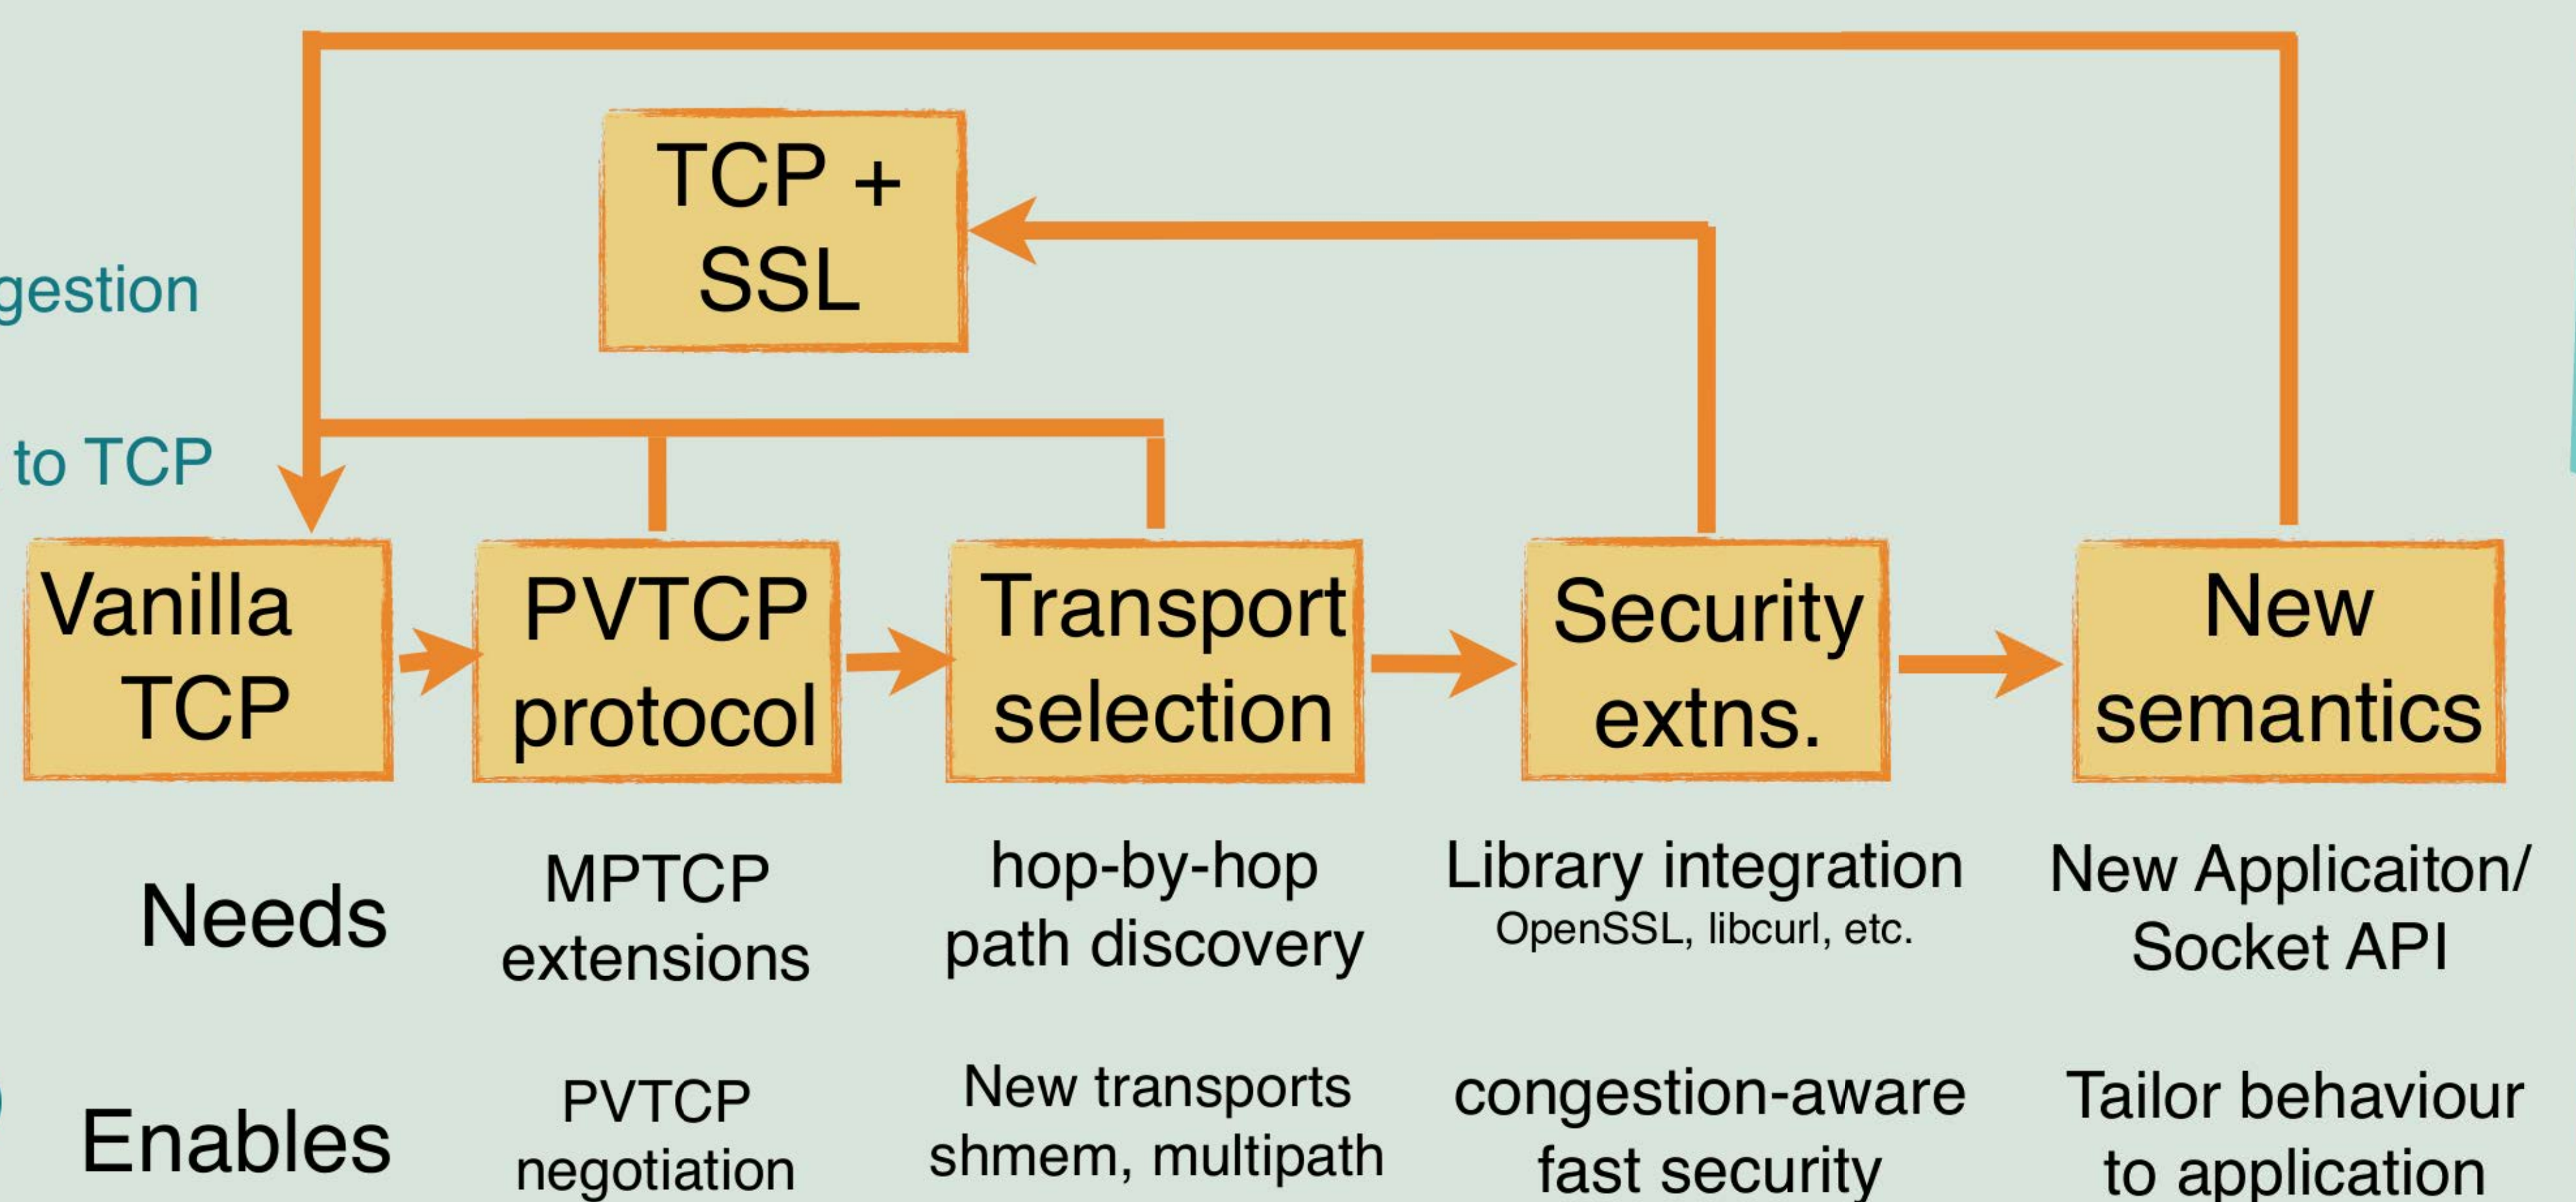 TCP +
SSL
gestion
to TCP
Vanilla
TCP
PVTCP
protocol
Transport
selection
Security
extns.
New
semantics
Needs
MPTCP
extensions
hop-by-hop
path discovery
Library integration
OpenSSL, libcurl, etc.
New Applicaiton/
Socket API
Enables
PVTCP
negotiation
New transports
shmem, multipath
congestion-aware
fast security
Tailor behaviour
to application